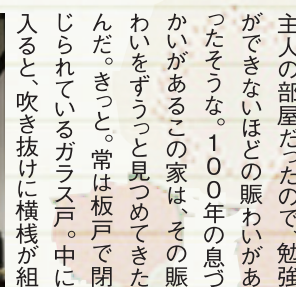 主人の部屋だったので、勉強
ができないほどの賑わいがあ
ったそうな。100年の息づ
かいがあるこの家は、その賑
わいをずうっと見つめてきた
んだ。きっと。常は板戸で閉
じられているガラス戸。中に
入ると、吹き抜けに横桟が組